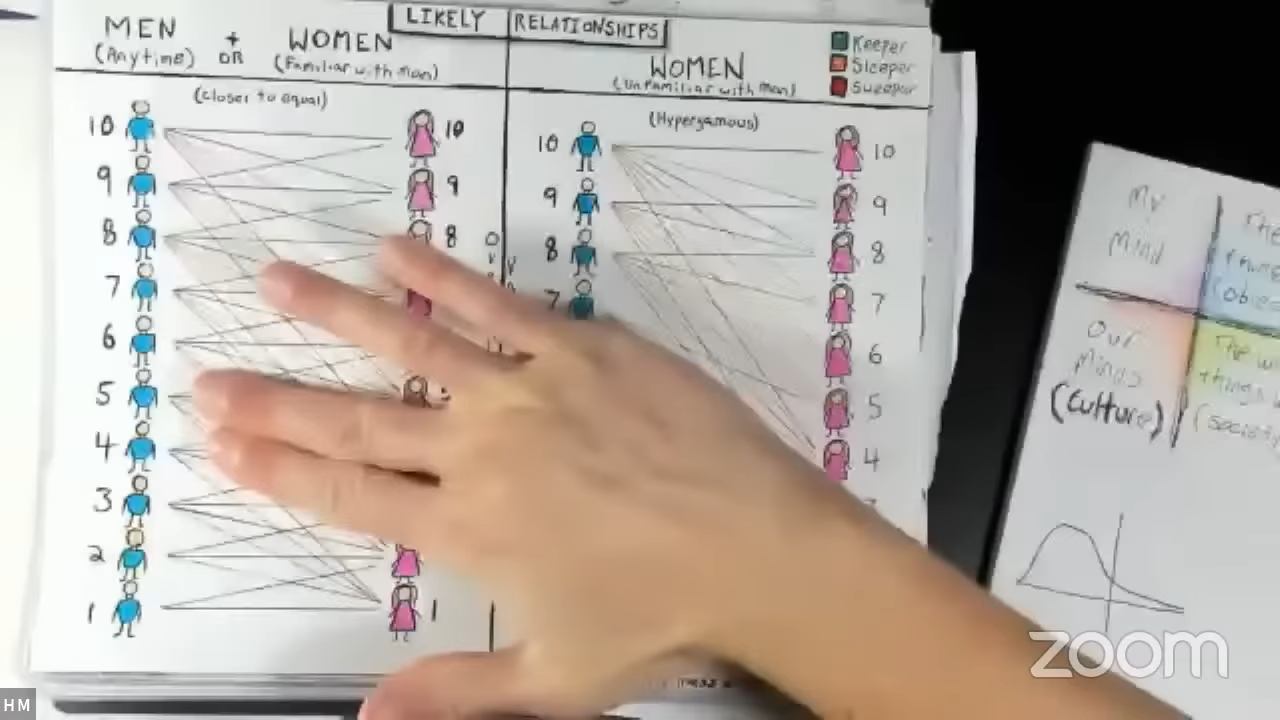 LIKELY RELATIONSHIPS
MEN + WOMEN
(Anytime) OR (Familiar with man)
(closer to equal)
10
9
8
7
6
5
4
3
2
1
10
9
8
1
WOMEN
(Unfamiliar with man)
(Hypergamous)
Keeper
Sleeper
Sweeper
10
9
8
7
10
9
8
7
6
5
4
My
Mind
Our
Minds
(Culture)
The
things
zoom
HM